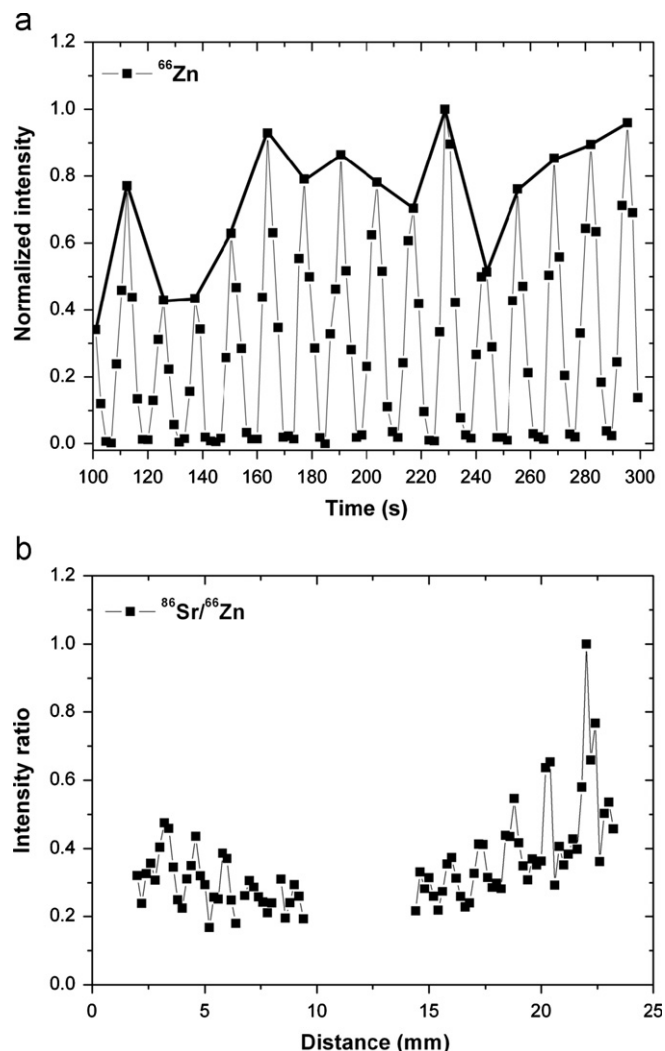 a
1.2
⁶⁶Zn
1.0
0.8
0.6
0.4
0.2
0.0
Normalized intensity
100 120 140 160 180 200 220 240 260 280 300
Time (s)
b
1.2
⁸⁶Sr/⁶⁶Zn
1.0
0.8
0.6
0.4
0.2
0.0
Intensity ratio
0 5 10 15 20 25
Distance (mm)